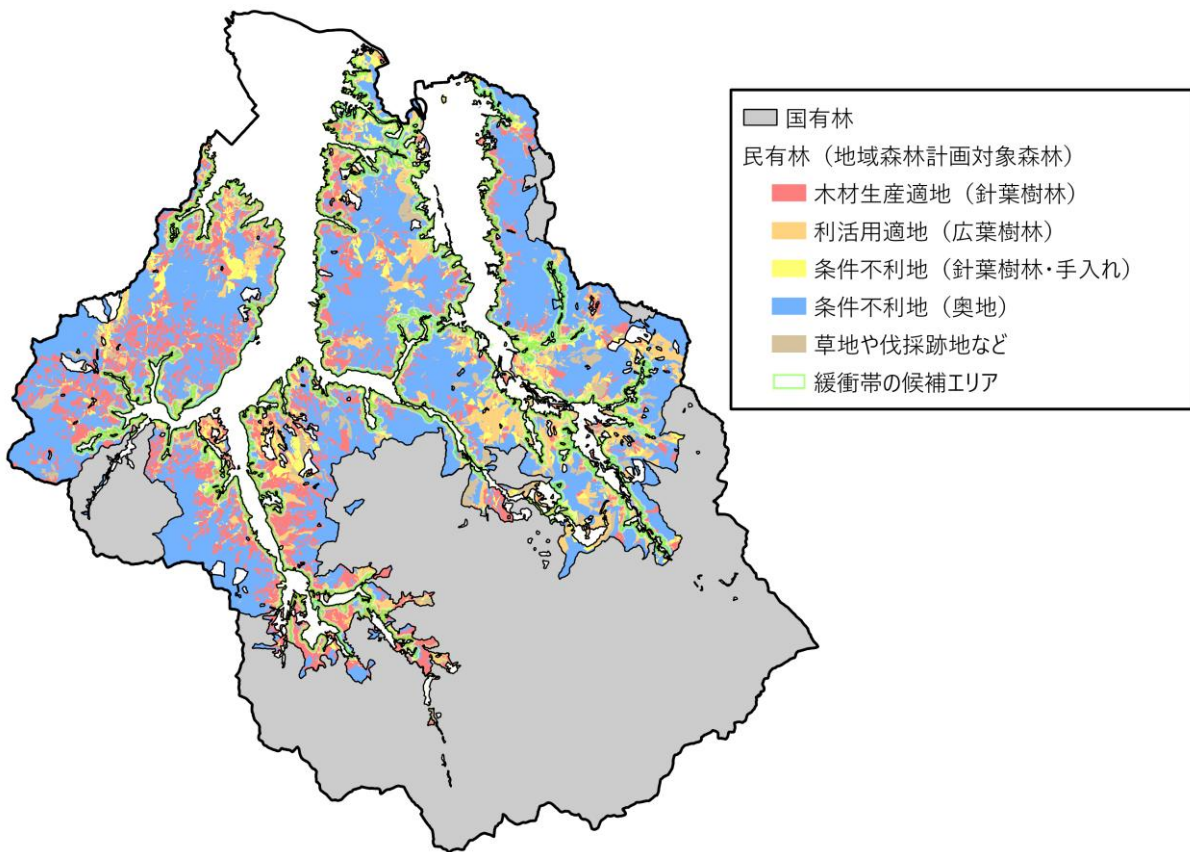 国有林
民有林（地域森林計画対象森林）
木材生産適地（針葉樹林）
利活用適地（広葉樹林）
条件不利地（針葉樹林・手入れ）
条件不利地（奥地）
草地や伐採跡地など
緩衝帯の候補エリア